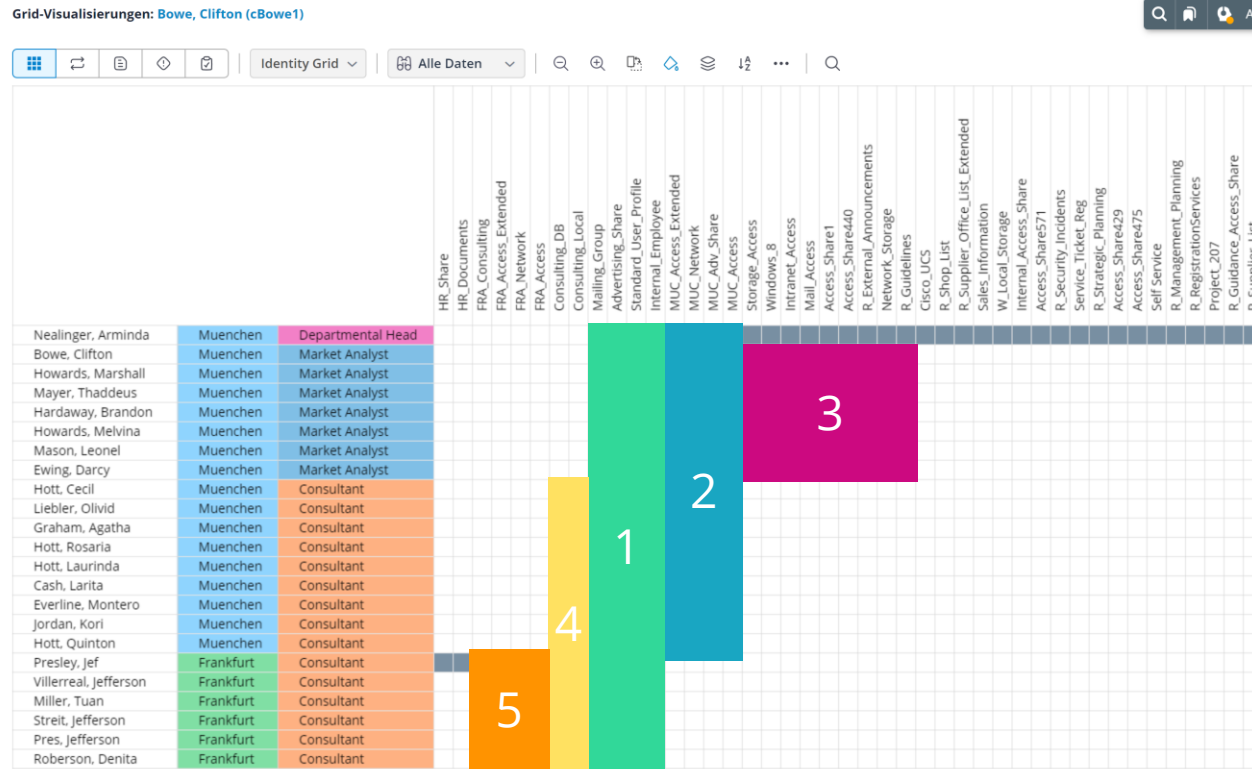 Grid-Visualisierungen: Bowe, Clifton (cBowe1)
Identity Grid
Alle Daten
HR_Share
HR_Documents
FRA_Consulting
FRA_Access_Extended
FRA_Network
FRA_Access
Consulting_DB
Consulting_Local
Mailing_Group
Advertising_Share
Standard_User_Profile
Internal_Employee
MUC_Access_Extended
MUC_Network
MUC_Adv_Share
MUC_Access
Storage_Access
Windows_8
Intranet_Access
Mail_Access
Access_Share1
Access_Share440
R_External_Announcements
Network_Storage
R_Guidelines
Cisco_UCS
R_Shop_List
R_Supplier_Office_List_Extended
Sales_Information
W_Local_Storage
Internal_Access_Share
Access_Share571
R_Security_Incidents
Service_Ticket_Reg
R_Strategic_Planning
Access_Share429
Access_Share475
Self Service
R_Management_Planning
R_RegistrationServices
Project_207
R_Guidance_Access_Share
Nealinger, Arminda Muenchen Departmental Head
Bowe, Clifton Muenchen Market Analyst
Howards, Marshall Muenchen Market Analyst
Mayer, Thaddeus Muenchen Market Analyst
Hardaway, Brandon Muenchen Market Analyst
Howards, Melvina Muenchen Market Analyst
Mason, Leonel Muenchen Market Analyst
Ewing, Darcy Muenchen Market Analyst
Hott, Cecil Muenchen Consultant
Liebler, Olivid Muenchen Consultant
Graham, Agatha Muenchen Consultant
Hott, Rosaria Muenchen Consultant
Hott, Laurinda Muenchen Consultant
Cash, Larita Muenchen Consultant
Everline, Montero Muenchen Consultant
Jordan, Kori Muenchen Consultant
Hott, Quinton Muenchen Consultant
Presley, Jef Frankfurt Consultant
Villerreal, Jefferson Frankfurt Consultant
Miller, Tuan Frankfurt Consultant
Streit, Jefferson Frankfurt Consultant
Pres, Jefferson Frankfurt Consultant
Roberson, Denita Frankfurt Consultant
3
2
1
4
5